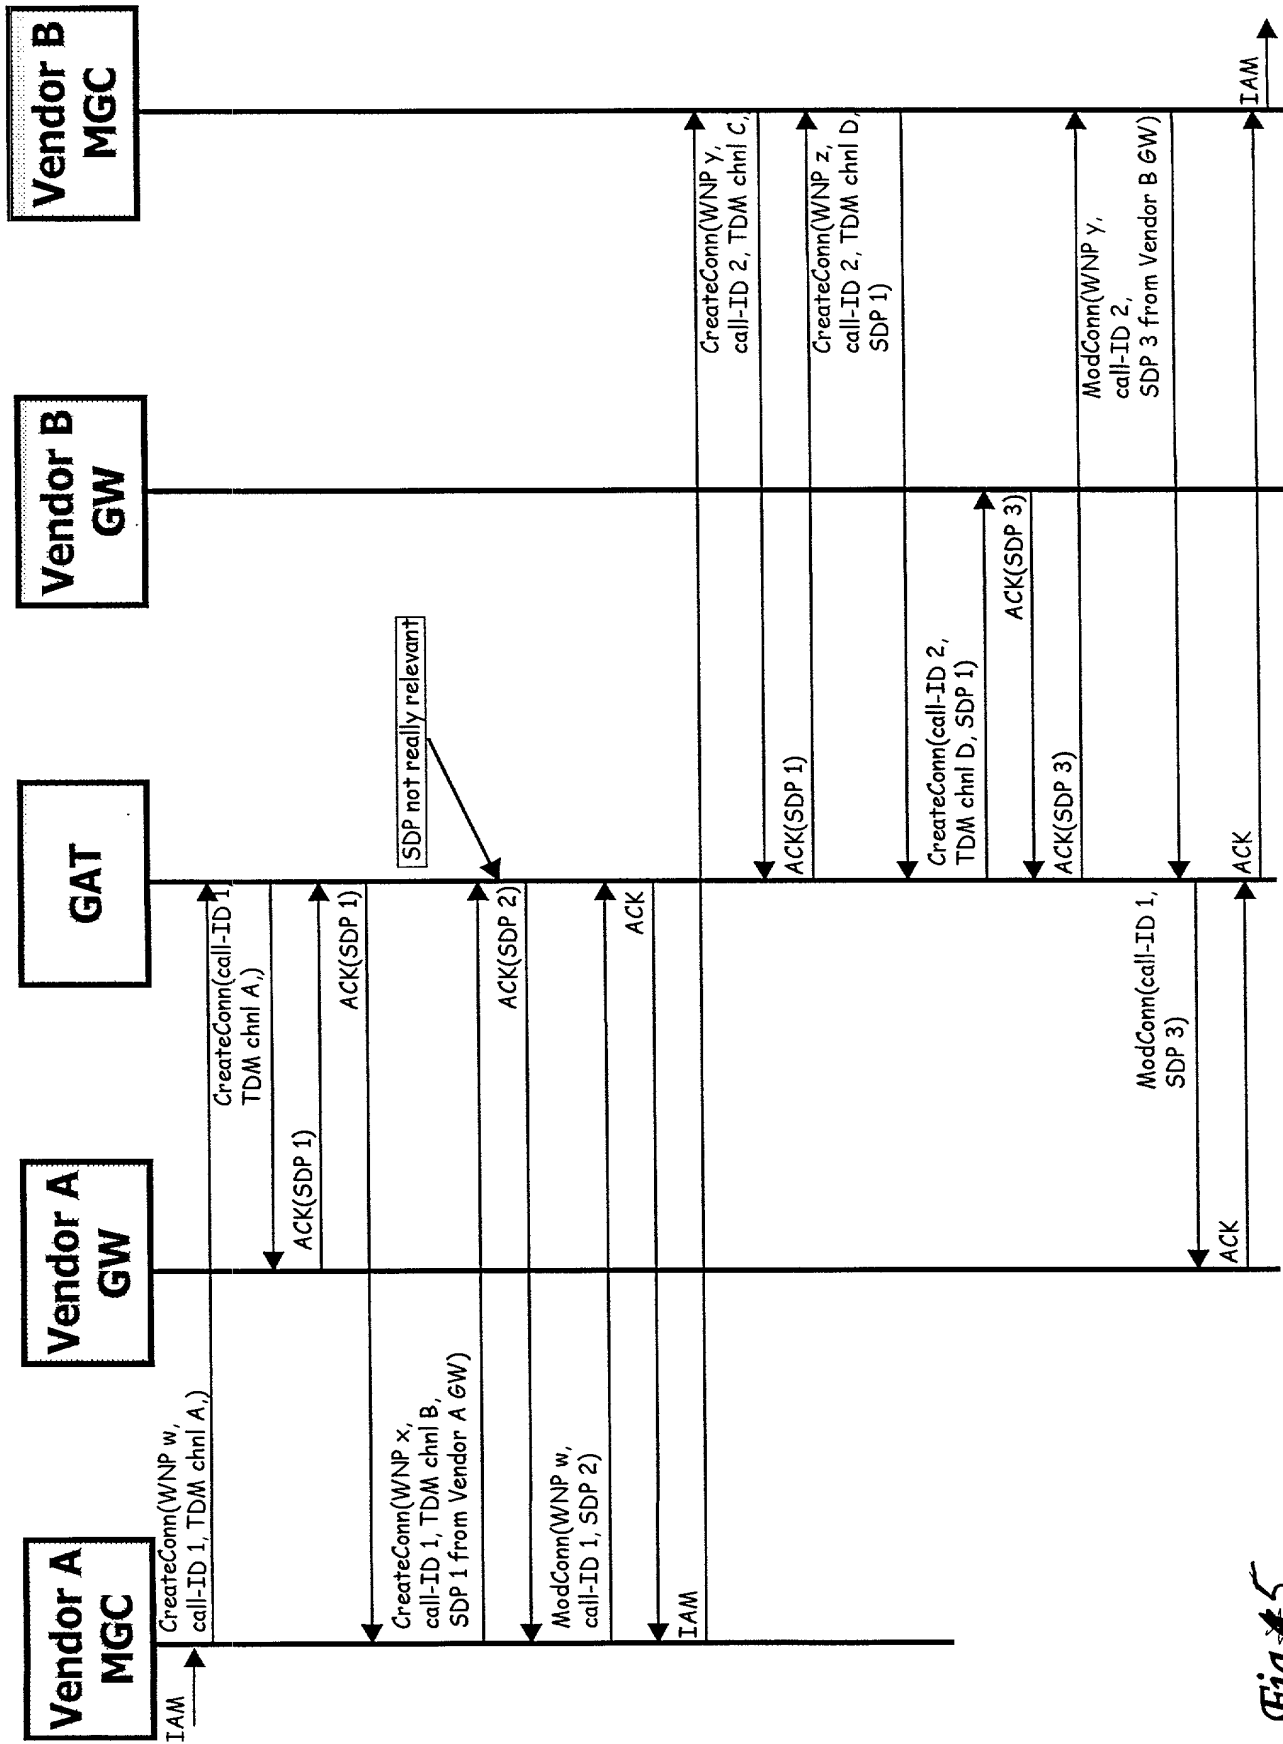 Vendor A
MGC
Vendor A
GW
GAT
Vendor B
GW
Vendor B
MGC
IAM
CreateConn(WNP w,
call-ID 1, TDM chnl A,)
CreateConn(call-ID 1,
TDM chnl A,)
ACK(SDP 1)
ACK(SDP 1)
CreateConn(WNP x,
call-ID 1, TDM chnl B,
SDP 1 from Vendor A GW)
SDP not really relevant
ACK(SDP 2)
ModConn(WNP w,
call-ID 1, SDP 2)
ACK
IAM
CreateConn(WNP y,
call-ID 2, TDM chnl C,
ACK(SDP 1)
CreateConn(WNP z,
call-ID 2, TDM chnl D,
SDP 1)
CreateConn(call-ID 2,
TDM chnl D, SDP 1)
ACK(SDP 3)
ACK(SDP 3)
ModConn(WNP y,
call-ID 2,
SDP 3 from Vendor B GW)
ModConn(call-ID 1,
SDP 3)
ACK
ACK
IAM
Fig. 5